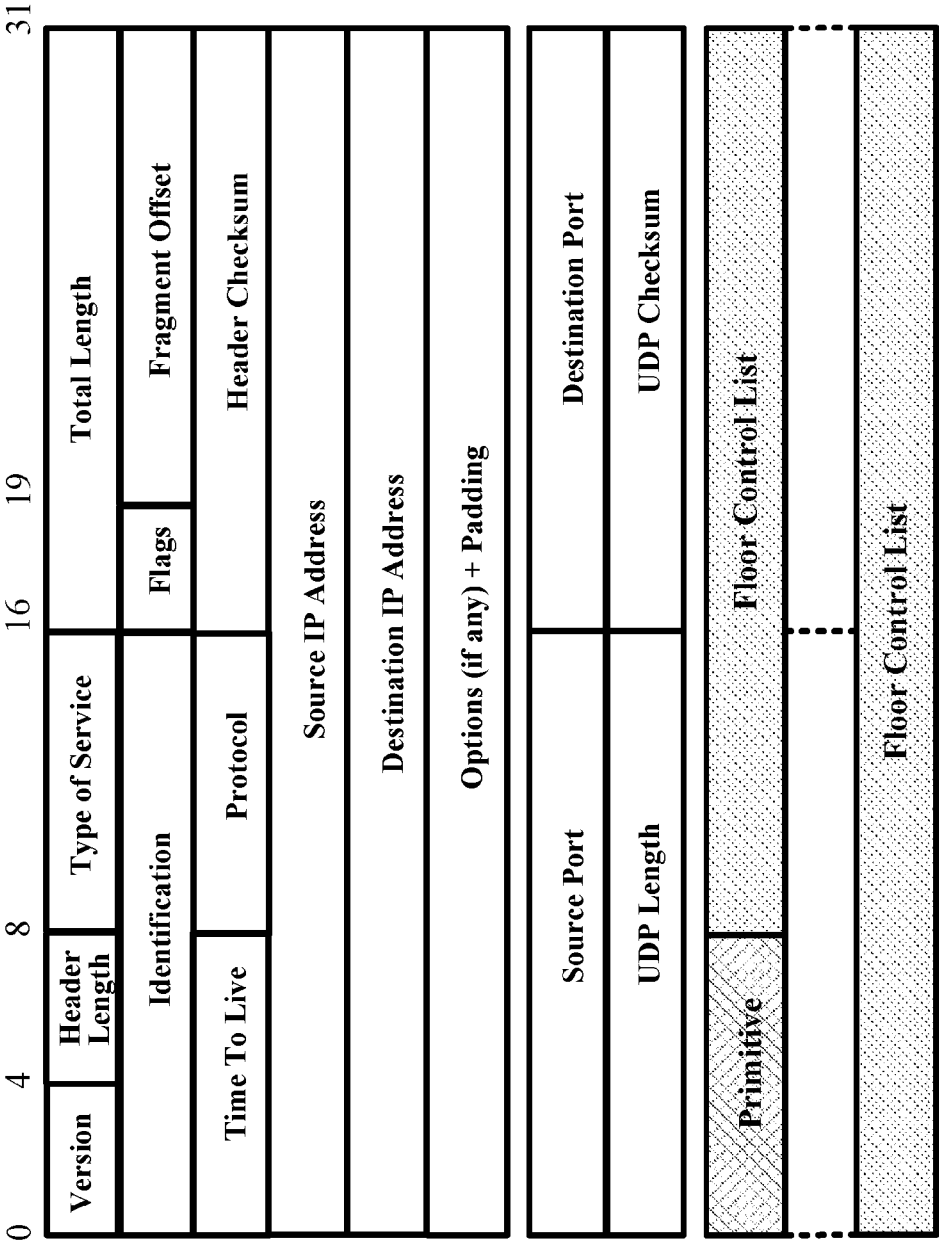 0 4 8 16 19 31
Version Header Length Type of Service Total Length
Identification Flags Fragment Offset
Time To Live Protocol Header Checksum
Source IP Address
Destination IP Address
Options (if any) + Padding
Source Port Destination Port
UDP Length UDP Checksum
Primitive Floor Control List
Floor Control List